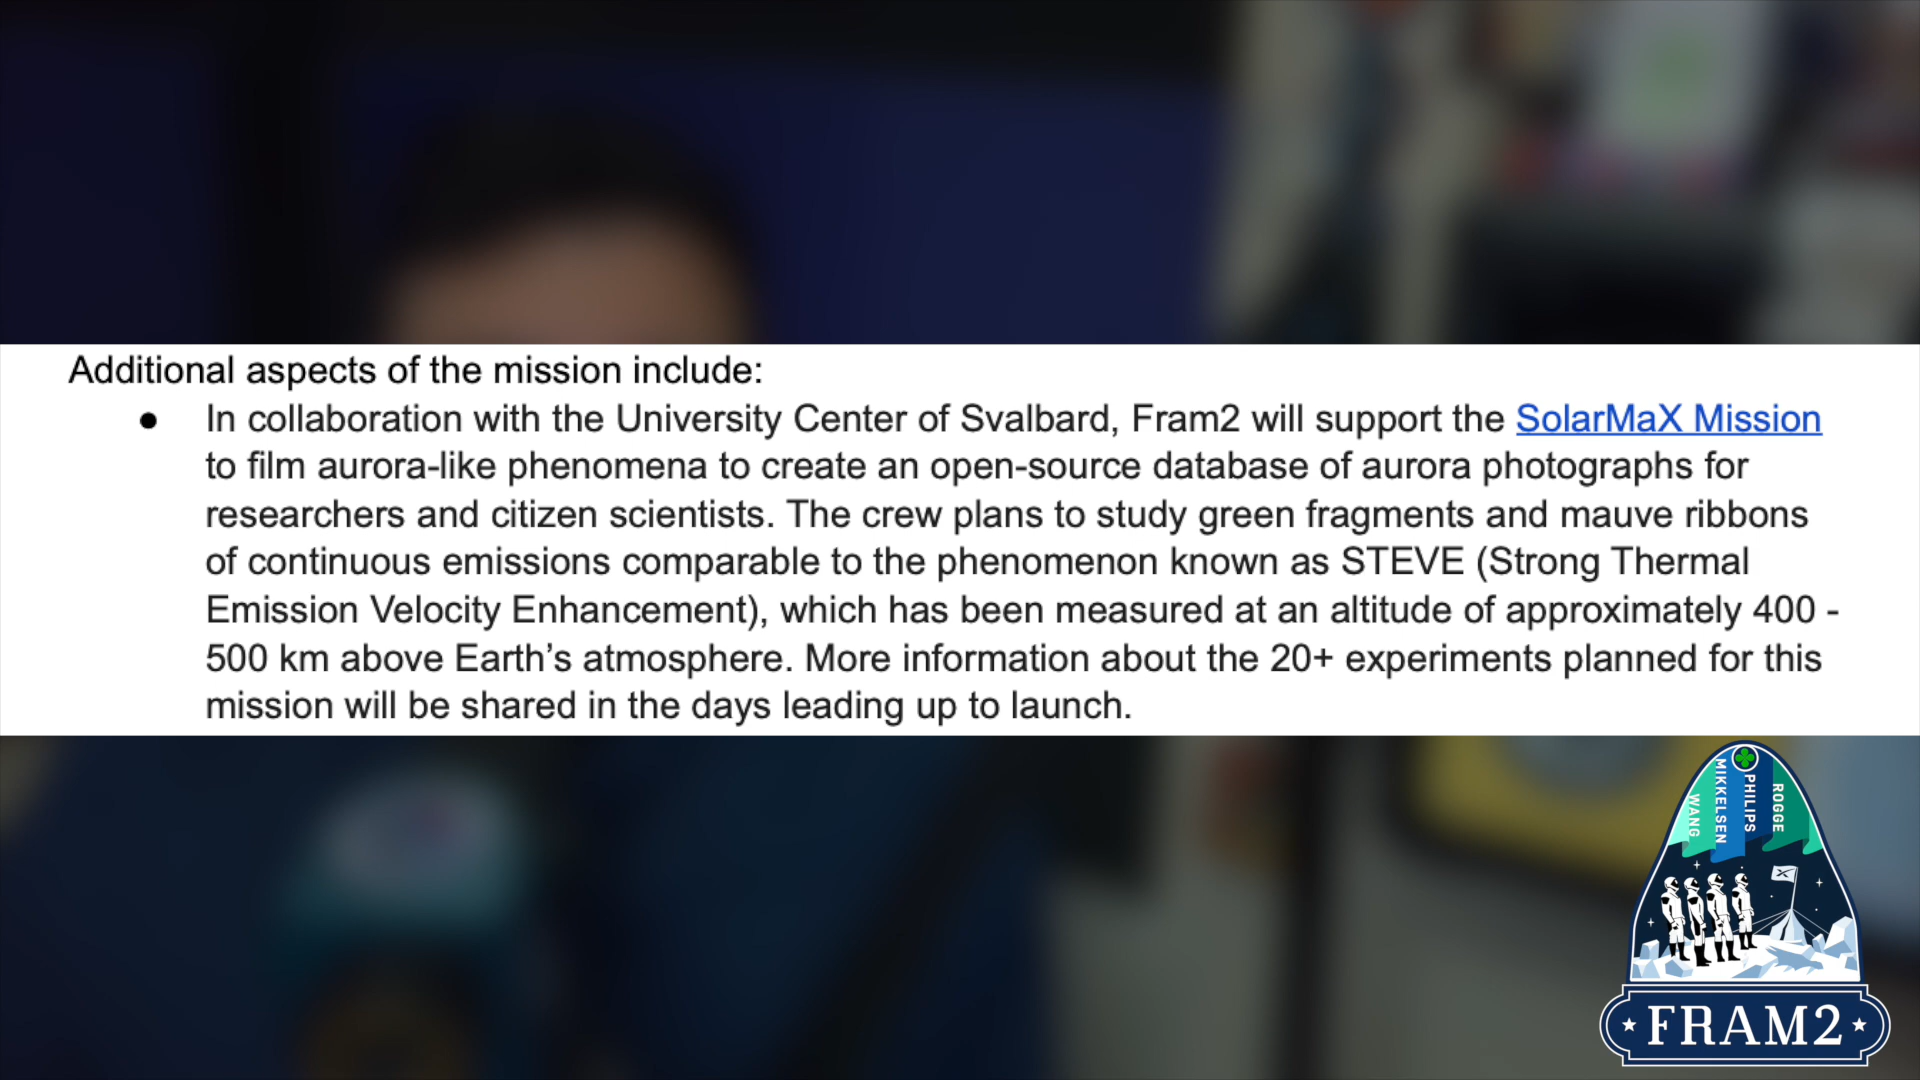 Additional aspects of the mission include:
● In collaboration with the University Center of Svalbard, Fram2 will support the SolarMaX Mission
to film aurora-like phenomena to create an open-source database of aurora photographs for
researchers and citizen scientists. The crew plans to study green fragments and mauve ribbons
of continuous emissions comparable to the phenomenon known as STEVE (Strong Thermal
Emission Velocity Enhancement), which has been measured at an altitude of approximately 400 -
500 km above Earth’s atmosphere. More information about the 20+ experiments planned for this
mission will be shared in the days leading up to launch.
WANG
MIKKELSEN
PHILIPS
ROGGE
FRAM2